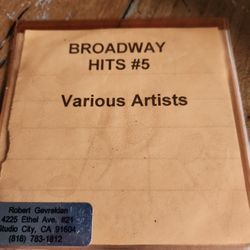 BROADWAY
HITS #5
Various Artists
Robert Gevrekian
4225 Ethel Ave. #21
Studio City, CA 91604
(818) 783-1812